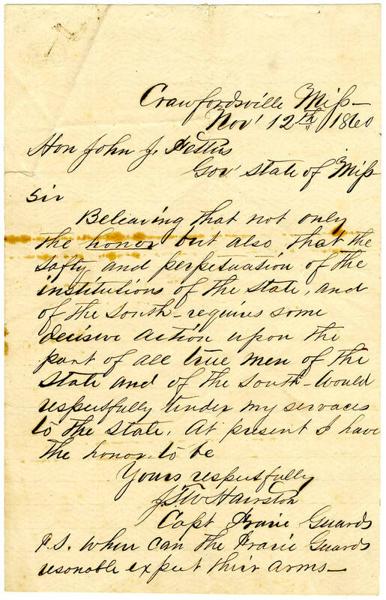 Crawfordsville Miss—
Nov' 12th 1860
Hon John J. Pettus
Gov' State of Miss
Sir
Beleaving that not only
the honor but also that the
safty and perpetuation of the
institutions of the State, and
of the South—requires some
decisive action upon the
part of all true men of the
State and of the South—Would
respectfully tender my servaces
to the State. At present I have
the honor to be
Yours respectfully
J.T.W. Hairston
Capt Prarie Guards
P.S. When can the Prarie Guards
resonable expect thier arms—